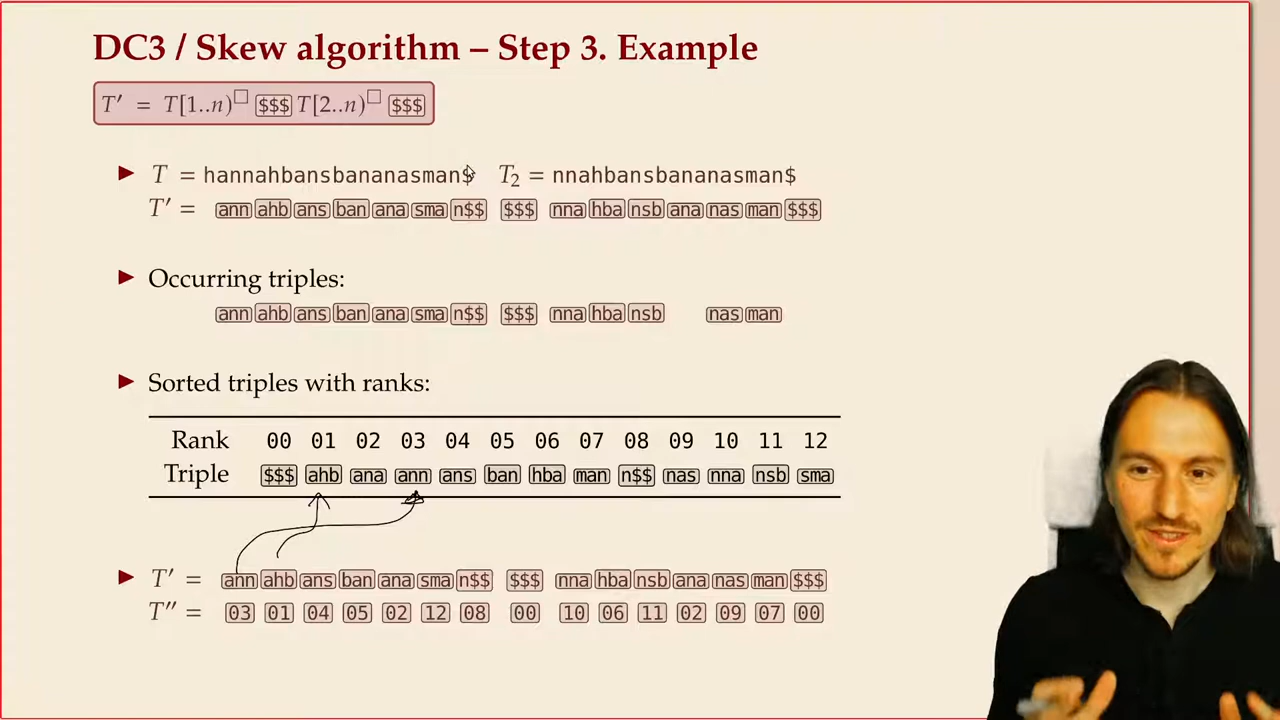 DC3 / Skew algorithm – Step 3. Example
T′ = T[1..n)□ $$$ T[2..n)□ $$$
▶ T = hannahbansbananasman$ T₂ = nnahbansbananasman$
T′ = ann ahb ans ban ana sma n$$ $$$ nna hba nsb ana nas man $$$
▶ Occurring triples:
ann ahb ans ban ana sma n$$ $$$ nna hba nsb nas man
▶ Sorted triples with ranks:
Rank 00 01 02 03 04 05 06 07 08 09 10 11 12
Triple $$$ ahb ana ann ans ban hba man n$$ nas nna nsb sma
▶ T′ = ann ahb ans ban ana sma n$$ $$$ nna hba nsb ana nas man $$$
T″ = 03 01 04 05 02 12 08 00 10 06 11 02 09 07 00